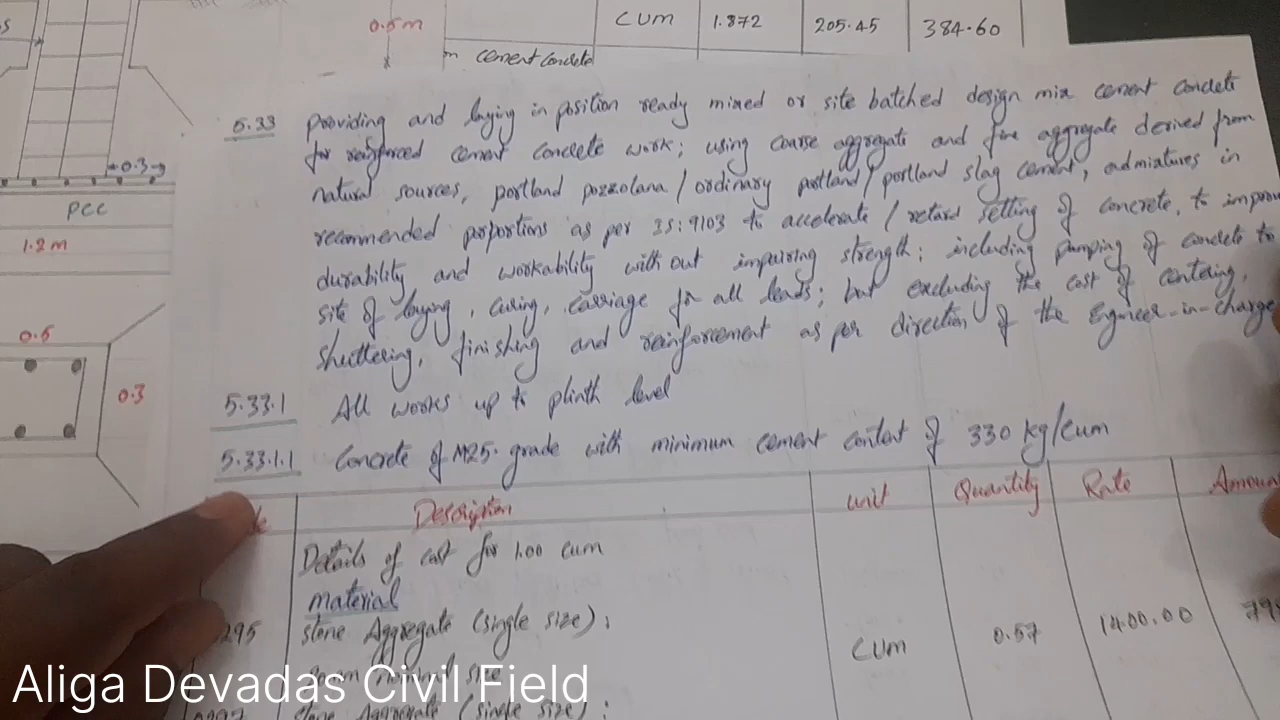 0.5m
CUM 1.872 205.45 384.60
cement concrete
0.3
PCC
1.2 m
0.5
0.3
5.33 providing and laying in position ready mixed or site batched design mix cement concrete
for reinforced cement concrete work; using coarse aggregate and fine aggregate derived from
natural sources, portland pozzolana / ordinary portland / portland slag cement, admixtures in
recommended proportions as per IS: 9103 to accelerate / retard setting of concrete, to improve
durability and workability without impairing strength; including pumping of concrete to
site of laying, curing, carriage for all leads; but excluding the cost of centering,
shuttering, finishing and reinforcement as per direction of the Engineer-in-charge
5.33.1 All works up to plinth level
5.33.1.1 Concrete of M25 grade with minimum cement content of 330 kg/cum
Description unit Quantity Rate Amoun
Details of cost for 1.00 cum
material
295 stone Aggregate (single size): CUM 0.57 1400.00
nominal size
stone Aggregate (single size):
Aliga Devadas Civil Field